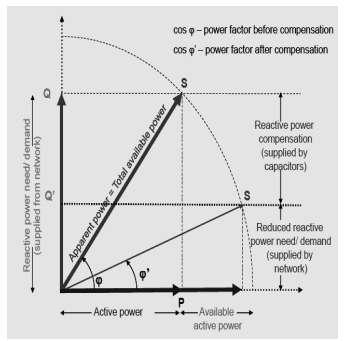 cos φ – power factor before compensation
cos φ' – power factor after compensation
Q
S
Reactive power need/ demand
(supplied from network)
Apparent power = Total available power
Reactive power
compensation
(supplied by
capacitors)
Q'
S
Reduced reactive
power need/ demand
(supplied by
network)
φ
φ'
P
Active power
Available
active power